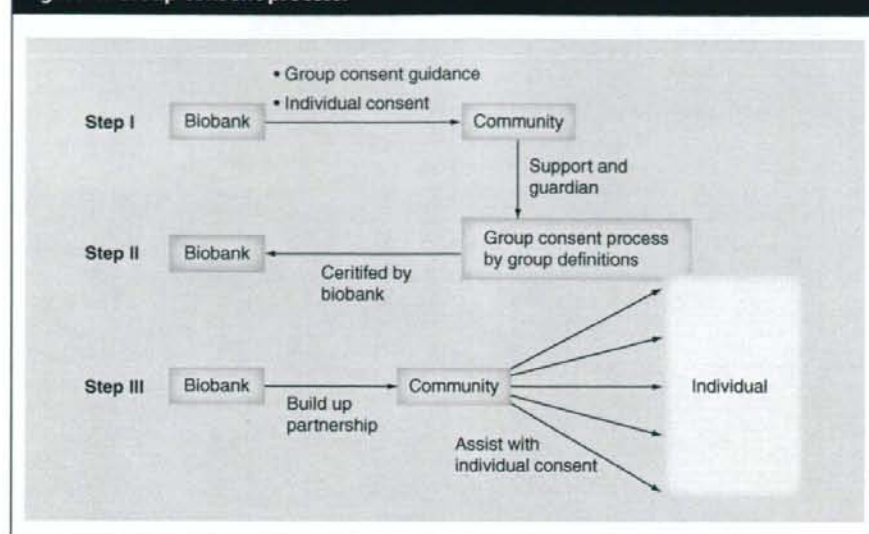 • Group consent guidance
• Individual consent
Step I
Biobank
Community
Support and
guardian
Step II
Biobank
Group consent process
by group definitions
Ceritifed by
biobank
Step III
Biobank
Community
Individual
Build up
partnership
Assist with
individual consent